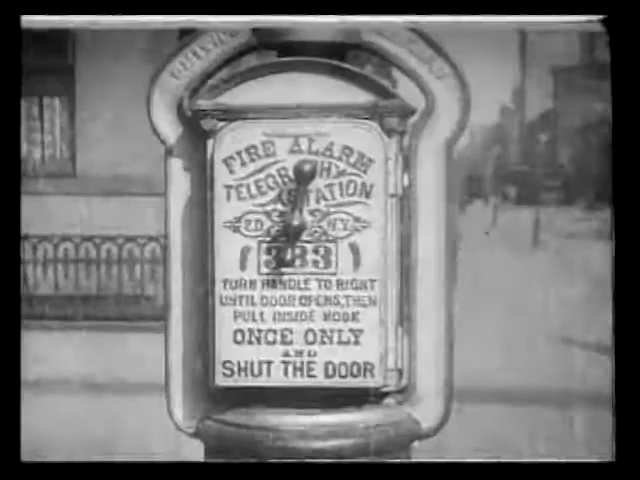 FIRE ALARM
TELEGRAPH
STATION
F.D. N.Y.
383
TURN HANDLE TO RIGHT
UNTIL DOOR OPENS, THEN
PULL INSIDE HOOK
ONCE ONLY
AND
SHUT THE DOOR